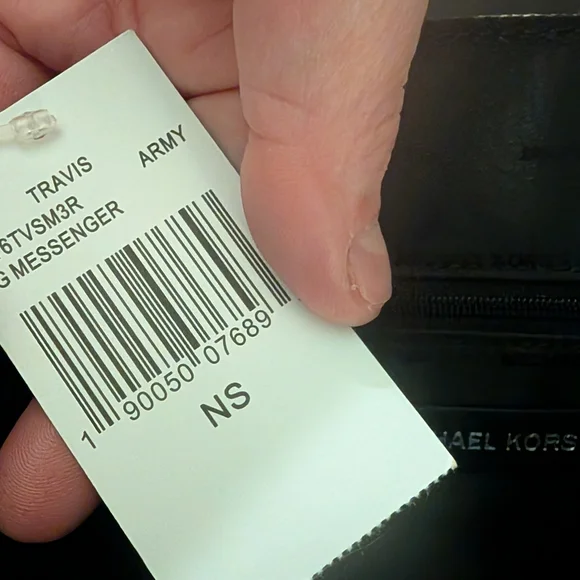 TRAVIS ARMY
6TVSM3R
G MESSENGER
1 90050 07689
NS
HAEL KORS